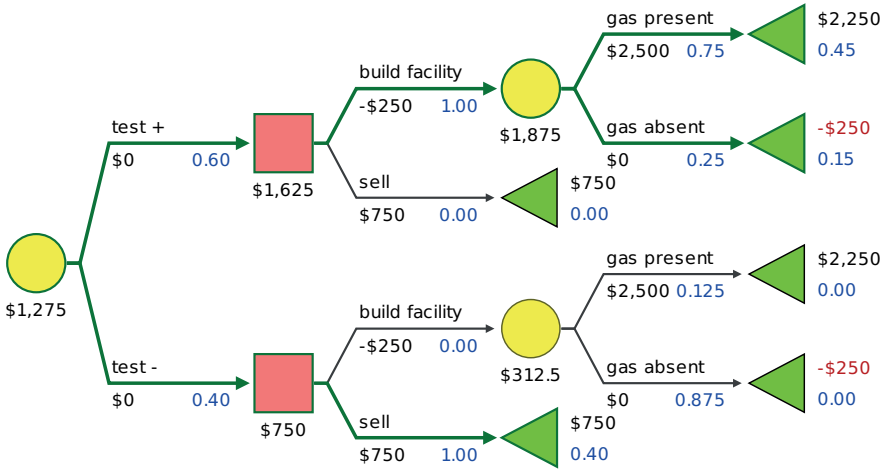 gas present
$2,500 0.75
$2,250
0.45
build facility
-$250 1.00
$1,875
gas absent
$0 0.25
-$250
0.15
test +
$0 0.60
$1,625
sell
$750 0.00
$750
0.00
$1,275
gas present
$2,500 0.125
$2,250
0.00
build facility
-$250 0.00
$312.5
gas absent
$0 0.875
-$250
0.00
test -
$0 0.40
$750
sell
$750 1.00
$750
0.40